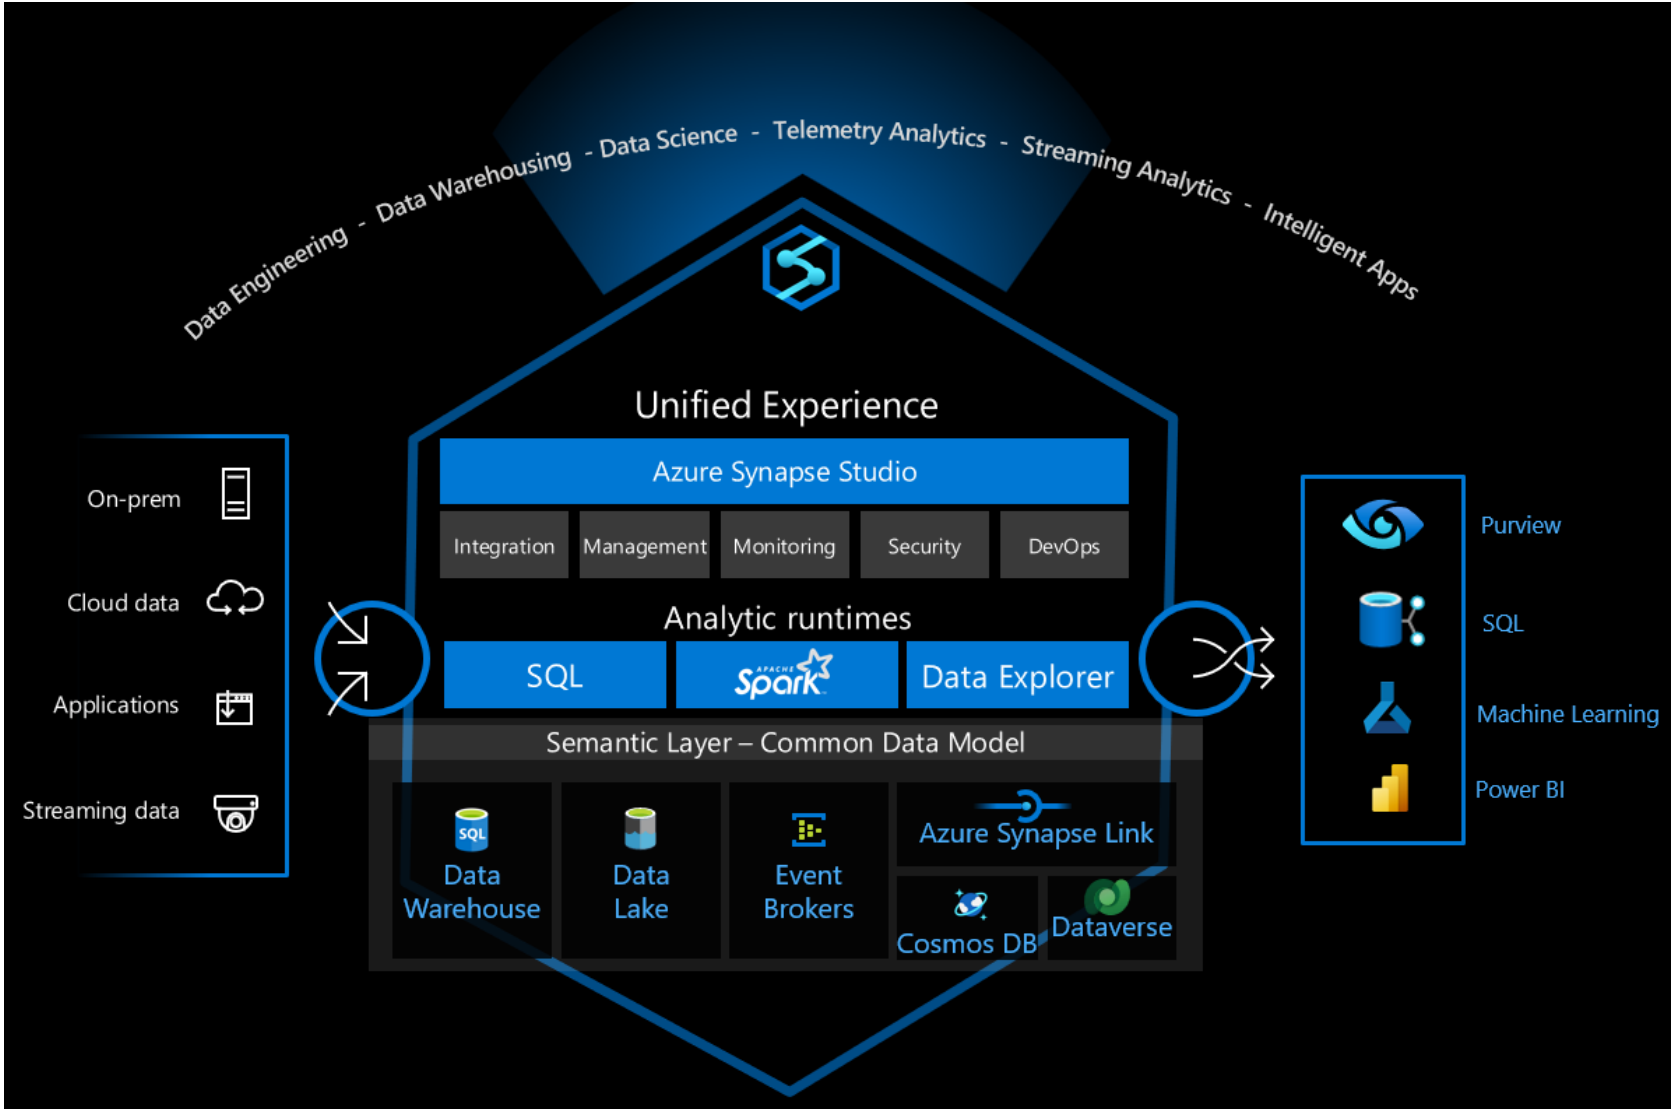 Data Engineering - Data Warehousing - Data Science - Telemetry Analytics - Streaming Analytics - Intelligent Apps
Unified Experience
Azure Synapse Studio
Integration
Management
Monitoring
Security
DevOps
Analytic runtimes
SQL
APACHE
Spark
Data Explorer
Semantic Layer – Common Data Model
SQL
Data
Warehouse
Data
Lake
Event
Brokers
Azure Synapse Link
Cosmos DB
Dataverse
On-prem
Cloud data
Applications
Streaming data
Purview
SQL
Machine Learning
Power BI